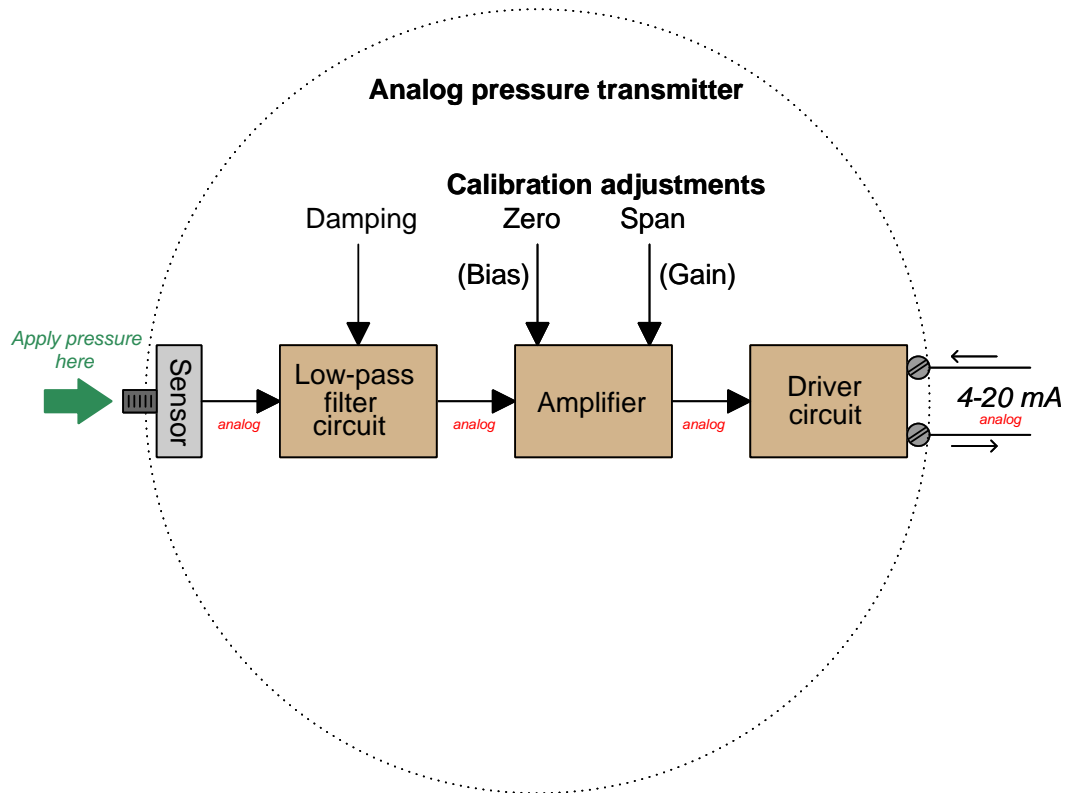 Analog pressure transmitter
Calibration adjustments
Damping
Zero
Span
(Bias)
(Gain)
Apply pressure
here
Sensor
Low-pass
filter
circuit
Amplifier
Driver
circuit
4-20 mA
analog
analog
analog
analog